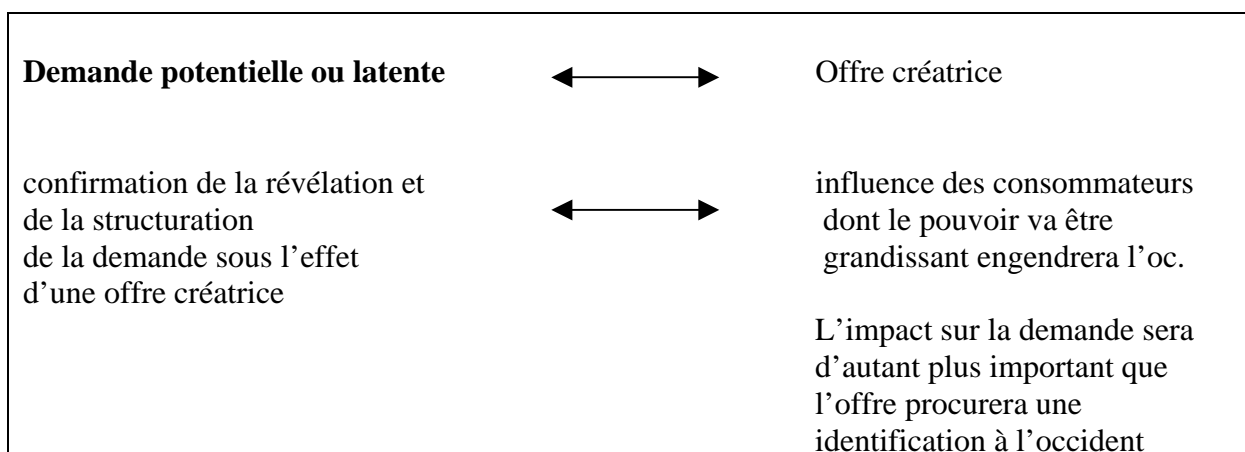 Demande potentielle ou latente
Offre créatrice
confirmation de la révélation et
de la structuration
de la demande sous l’effet
d’une offre créatrice
influence des consommateurs
dont le pouvoir va être
grandissant engendrera l’oc.
L’impact sur la demande sera
d’autant plus important que
l’offre procurera une
identification à l’occident